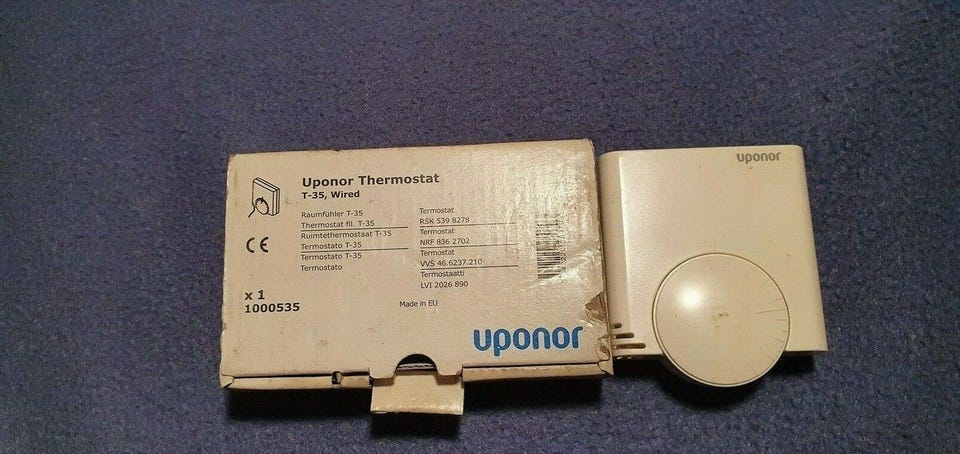 Uponor Thermostat
T-35, Wired
Raumfühler T-35
Thermostat fil. T-35
Ruimtethermostaat T-35
Termostato T-35
Termostato T-35
Termostato
Termostat
RSK 539 8278
Termostat
NRF 836 2702
Termostat
VVS 46.6237.210
Termostaatti
LVI 2026 890
CE
x 1
1000535
Made in EU
uponor
uponor